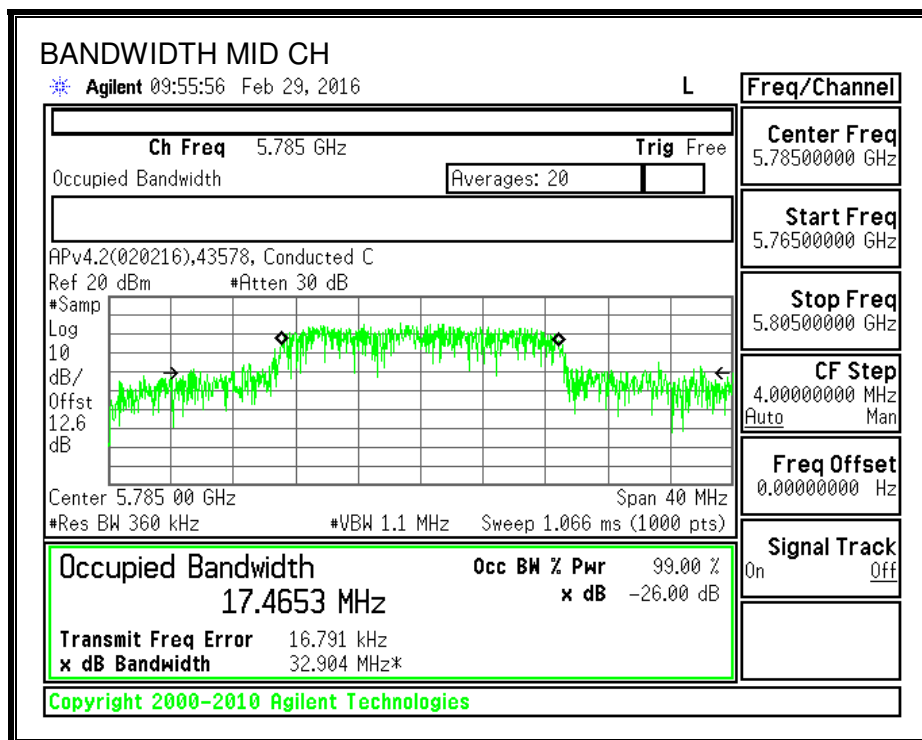 BANDWIDTH MID CH
Agilent 09:55:56 Feb 29, 2016 L
Freq/Channel
Ch Freq 5.785 GHz Trig Free
Occupied Bandwidth Averages: 20
Center Freq
5.78500000 GHz
Start Freq
5.76500000 GHz
Stop Freq
5.80500000 GHz
CF Step
4.00000000 MHz
Auto Man
Freq Offset
0.00000000 Hz
Signal Track
On Off
APv4.2(020216),43578, Conducted C
Ref 20 dBm #Atten 30 dB
#Samp
Log
10
dB/
Offst
12.6
dB
Center 5.785 00 GHz Span 40 MHz
#Res BW 360 kHz #VBW 1.1 MHz Sweep 1.066 ms (1000 pts)
Occupied Bandwidth Occ BW % Pwr 99.00 %
17.4653 MHz x dB -26.00 dB
Transmit Freq Error 16.791 kHz
x dB Bandwidth 32.904 MHz*
Copyright 2000-2010 Agilent Technologies